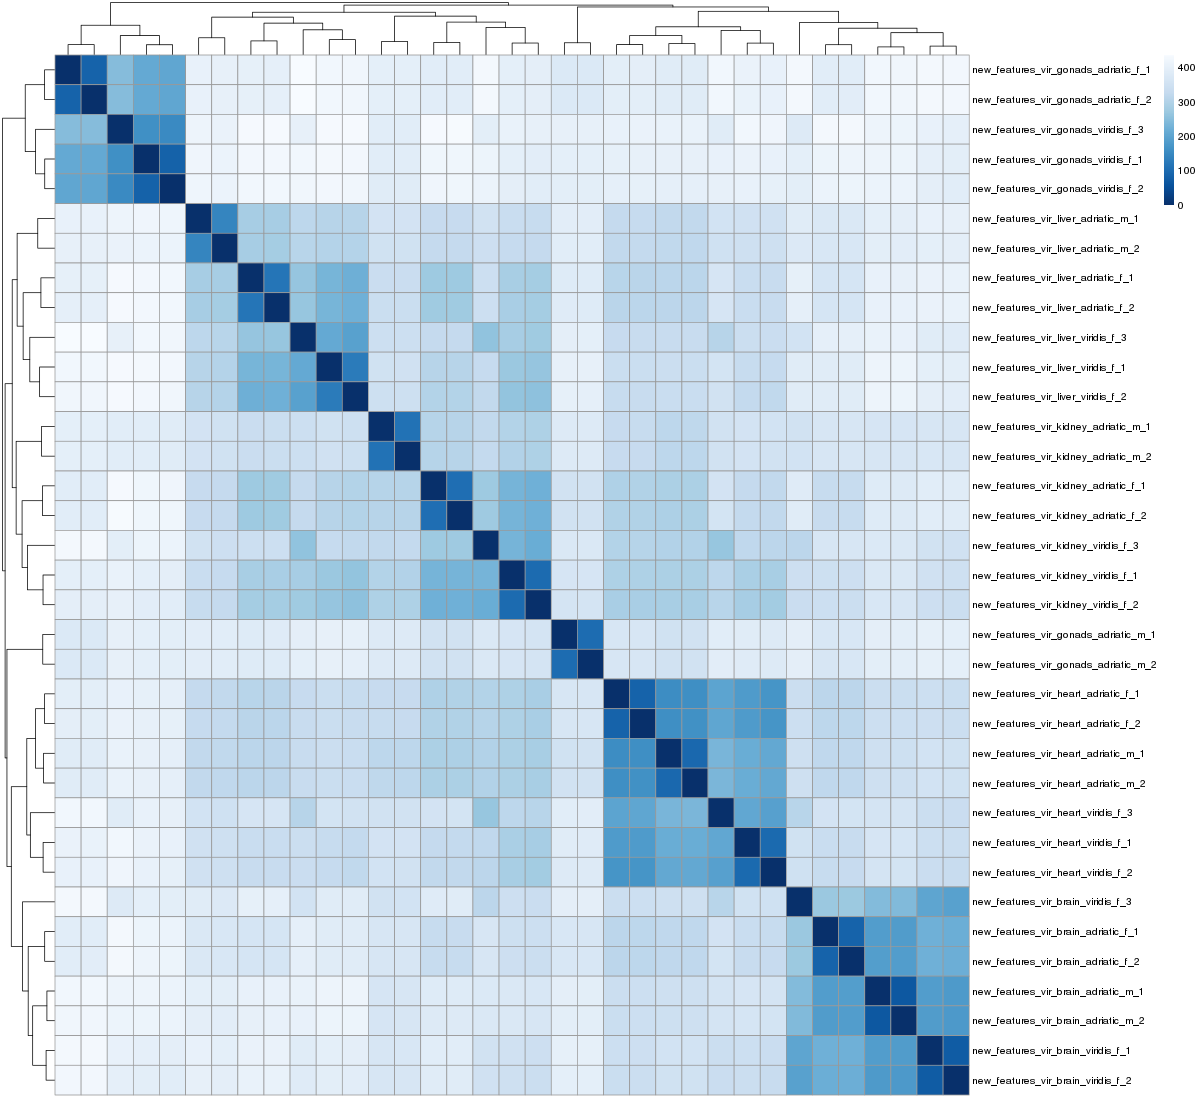 new_features_vir_gonads_adriatic_f_1
new_features_vir_gonads_adriatic_f_2
new_features_vir_gonads_viridis_f_3
new_features_vir_gonads_viridis_f_1
new_features_vir_gonads_viridis_f_2
new_features_vir_liver_adriatic_m_1
new_features_vir_liver_adriatic_m_2
new_features_vir_liver_adriatic_f_1
new_features_vir_liver_adriatic_f_2
new_features_vir_liver_viridis_f_3
new_features_vir_liver_viridis_f_1
new_features_vir_liver_viridis_f_2
new_features_vir_kidney_adriatic_m_1
new_features_vir_kidney_adriatic_m_2
new_features_vir_kidney_adriatic_f_1
new_features_vir_kidney_adriatic_f_2
new_features_vir_kidney_viridis_f_3
new_features_vir_kidney_viridis_f_1
new_features_vir_kidney_viridis_f_2
new_features_vir_gonads_adriatic_m_1
new_features_vir_gonads_adriatic_m_2
new_features_vir_heart_adriatic_f_1
new_features_vir_heart_adriatic_f_2
new_features_vir_heart_adriatic_m_1
new_features_vir_heart_adriatic_m_2
new_features_vir_heart_viridis_f_3
new_features_vir_heart_viridis_f_1
new_features_vir_heart_viridis_f_2
new_features_vir_brain_viridis_f_3
new_features_vir_brain_adriatic_f_1
new_features_vir_brain_adriatic_f_2
new_features_vir_brain_adriatic_m_1
new_features_vir_brain_adriatic_m_2
new_features_vir_brain_viridis_f_1
new_features_vir_brain_viridis_f_2
400
300
200
100
0